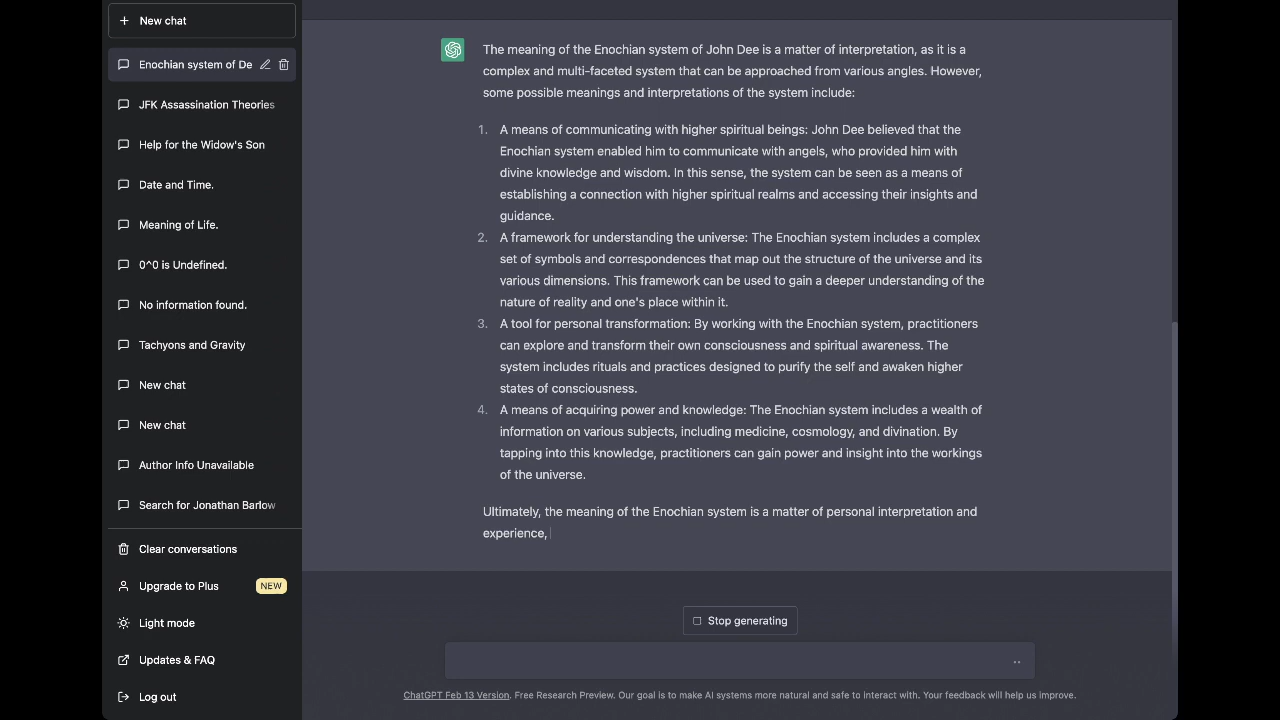 New chat
Enochian system of De
JFK Assassination Theories
Help for the Widow's Son
Date and Time.
Meaning of Life.
0^0 is Undefined.
No information found.
Tachyons and Gravity
New chat
New chat
Author Info Unavailable
Search for Jonathan Barlow
Clear conversations
Upgrade to Plus NEW
Light mode
Updates & FAQ
Log out
The meaning of the Enochian system of John Dee is a matter of interpretation, as it is a
complex and multi-faceted system that can be approached from various angles. However,
some possible meanings and interpretations of the system include:
1. A means of communicating with higher spiritual beings: John Dee believed that the
Enochian system enabled him to communicate with angels, who provided him with
divine knowledge and wisdom. In this sense, the system can be seen as a means of
establishing a connection with higher spiritual realms and accessing their insights and
guidance.
2. A framework for understanding the universe: The Enochian system includes a complex
set of symbols and correspondences that map out the structure of the universe and its
various dimensions. This framework can be used to gain a deeper understanding of the
nature of reality and one's place within it.
3. A tool for personal transformation: By working with the Enochian system, practitioners
can explore and transform their own consciousness and spiritual awareness. The
system includes rituals and practices designed to purify the self and awaken higher
states of consciousness.
4. A means of acquiring power and knowledge: The Enochian system includes a wealth of
information on various subjects, including medicine, cosmology, and divination. By
tapping into this knowledge, practitioners can gain power and insight into the workings
of the universe.
Ultimately, the meaning of the Enochian system is a matter of personal interpretation and
experience,
Stop generating
ChatGPT Feb 13 Version. Free Research Preview. Our goal is to make AI systems more natural and safe to interact with. Your feedback will help us improve.